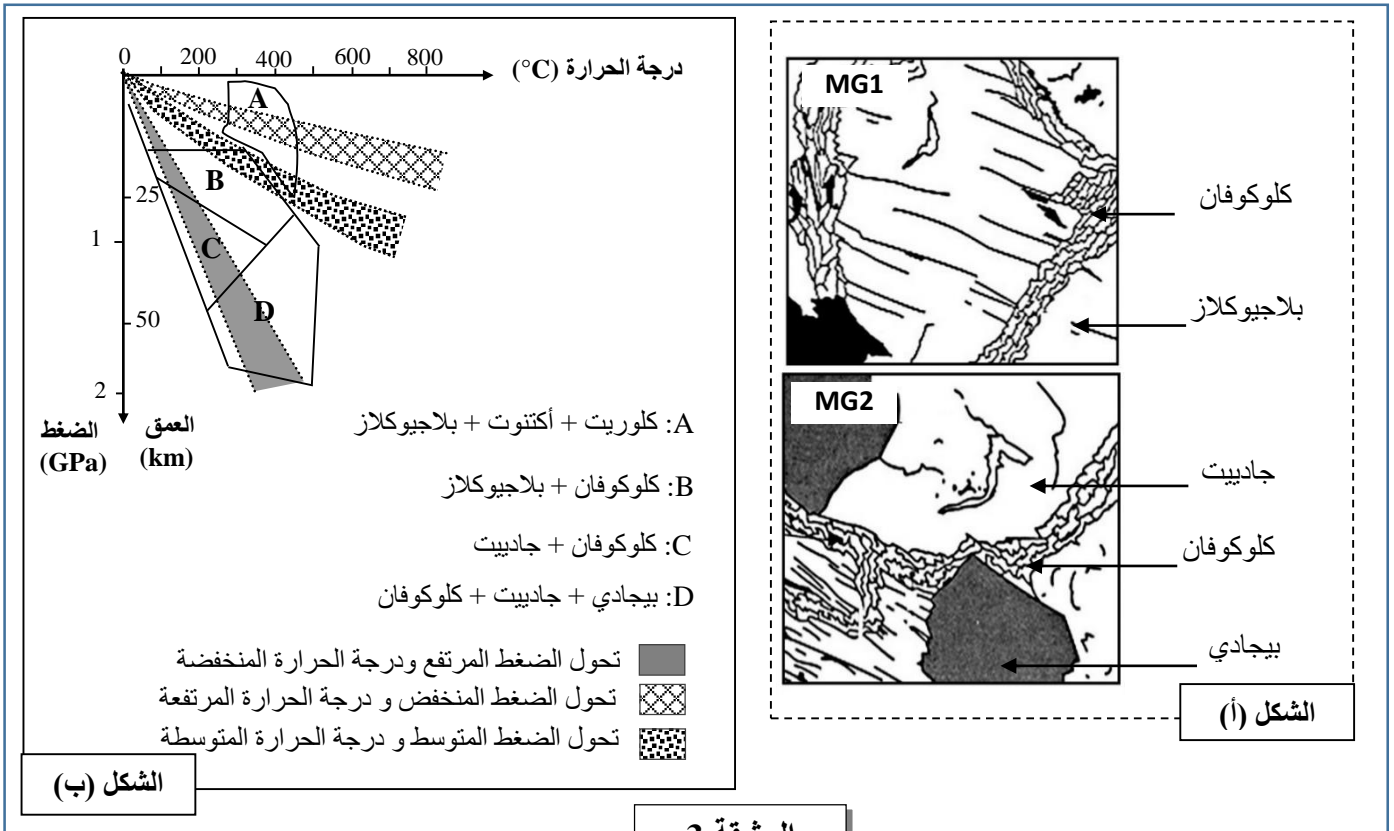 0 200 400 600 800
درجة الحرارة (°C)
A
B
25
1
C
D
50
2
الضغط
(GPa)
العمق
(km)
A: كلوريت + أكتنوت + بلاجيوكلاز
B: كلوكوفان + بلاجيوكلاز
C: كلوكوفان + جادييت
D: بيجادي + جادييت + كلوكوفان
تحول الضغط المرتفع ودرجة الحرارة المنخفضة
تحول الضغط المنخفض و درجة الحرارة المرتفعة
تحول الضغط المتوسط و درجة الحرارة المتوسطة
الشكل (ب)
MG1
كلوكوفان
بلاجيوكلاز
MG2
جادييت
كلوكوفان
بيجادي
الشكل (أ)